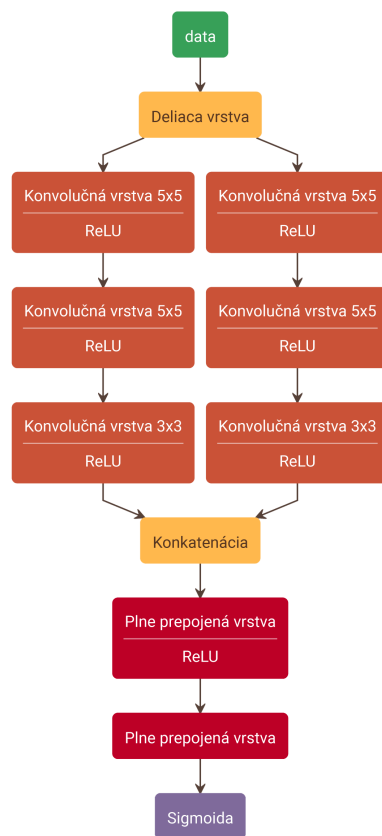 data
Deliaca vrstva
Konvolučná vrstva 5x5
ReLU
Konvolučná vrstva 5x5
ReLU
Konvolučná vrstva 5x5
ReLU
Konvolučná vrstva 5x5
ReLU
Konvolučná vrstva 3x3
ReLU
Konvolučná vrstva 3x3
ReLU
Konkatenácia
Plne prepojená vrstva
ReLU
Plne prepojená vrstva
Sigmoida